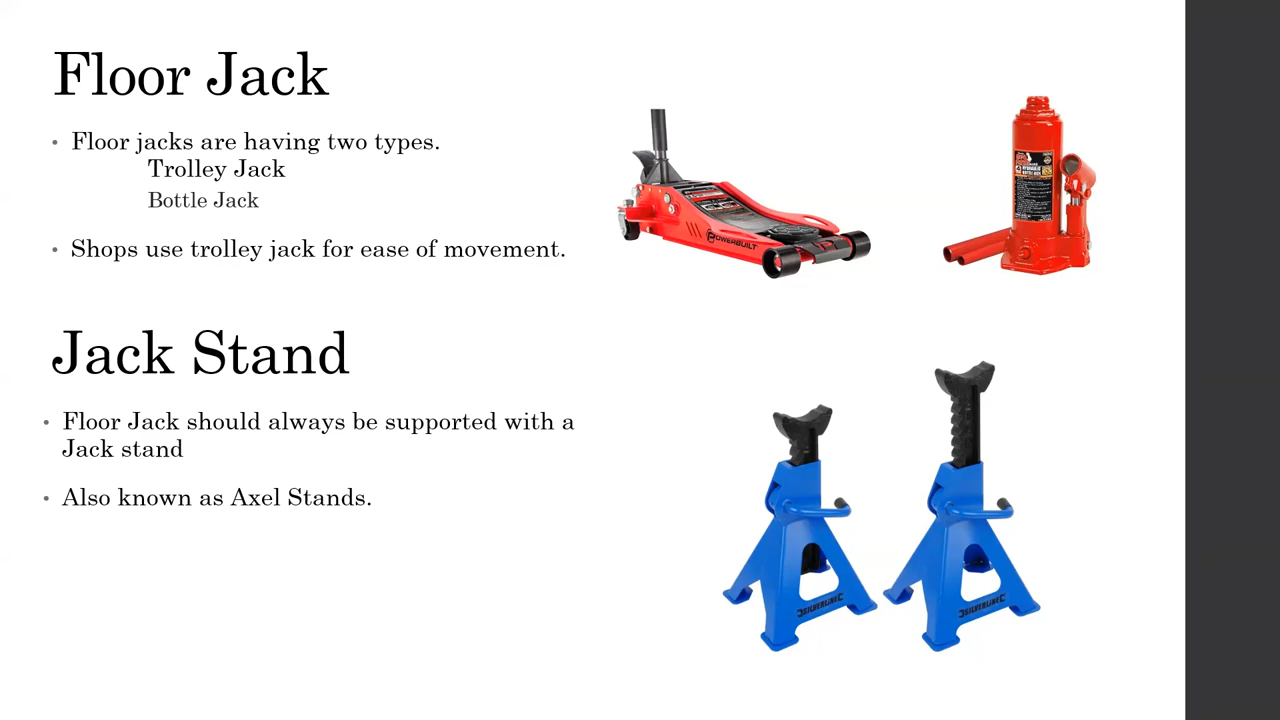 Floor Jack
• Floor jacks are having two types.
Trolley Jack
Bottle Jack
• Shops use trolley jack for ease of movement.
POWERBUILT
Jack Stand
• Floor Jack should always be supported with a
Jack stand
• Also known as Axel Stands.
SILVERLINE
SILVERLINE